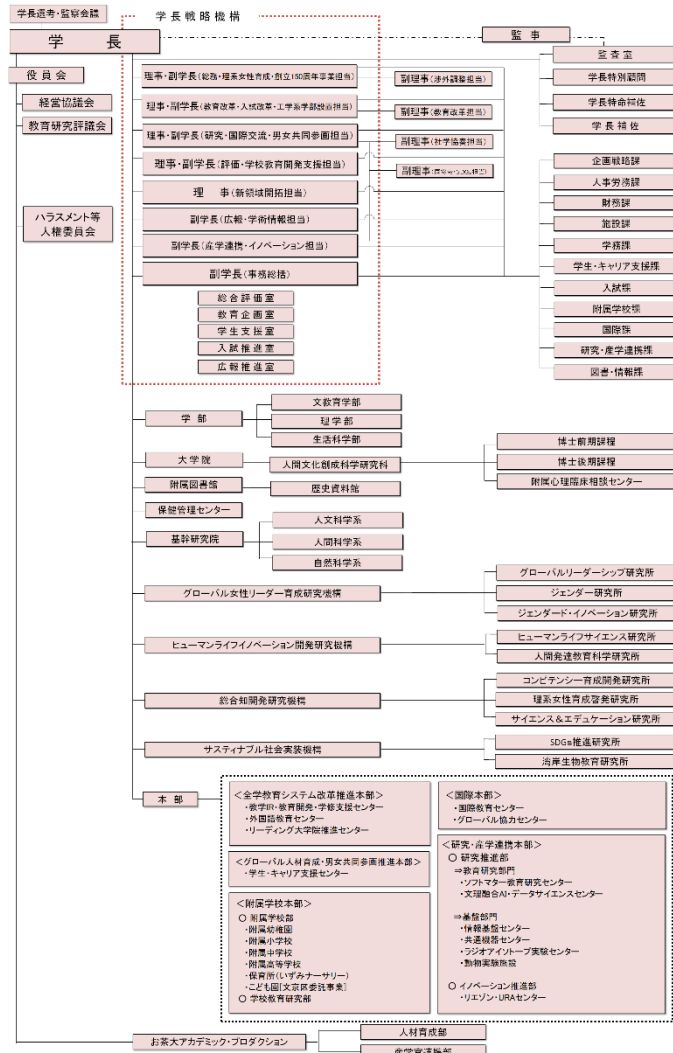 学長選考・監察会議
学長戦略機構
学　長
監事
監査室
役員会
学長特別顧問
経営協議会
学長特命補佐
教育研究評議会
学長補佐
理事・副学長(総務・理系女性育成・創立150周年事業担当)
副理事(渉外調整担当)
理事・副学長(教育改革・入試改革・工学系学部設置担当)
副理事(教育改革担当)
理事・副学長(研究・国際交流・男女共同参画担当)
副理事(社学協奏担当)
理事・副学長(評価・学校教育開発支援担当)
理　事(新領域開拓担当)
副学長(広報・学術情報担当)
副学長(産学連携・イノベーション担当)
副学長(事務総括)
ハラスメント等
人権委員会
総合評価室
教育企画室
学生支援室
入試推進室
広報推進室
企画戦略課
人事労務課
財務課
施設課
学務課
学生・キャリア支援課
入試課
附属学校課
国際課
研究・産学連携課
図書・情報課
学部
文教育学部
理学部
生活科学部
大学院
人間文化創成科学研究科
博士前期課程
博士後期課程
附属心理臨床相談センター
附属図書館
歴史資料館
保健管理センター
基幹研究院
人文科学系
人間科学系
自然科学系
グローバル女性リーダー育成研究機構
グローバルリーダーシップ研究所
ジェンダー研究所
ジェンダード・イノベーション研究所
ヒューマンライフイノベーション開発研究機構
ヒューマンライフサイエンス研究所
人間発達教育科学研究所
総合知開発研究機構
コンピテンシー育成開発研究所
理系女性育成啓発研究所
サイエンス＆エデュケーション研究所
サスティナブル社会実装機構
SDGs推進研究所
湾岸生物教育研究所
本部
＜全学教育システム改革推進本部＞
・教学IR・教育開発・学修支援センター
・外国語教育センター
・リーディング大学院推進センター
＜グローバル人材育成・男女共同参画推進本部＞
・学生・キャリア支援センター
＜附属学校本部＞
〇 附属学校部
・附属幼稚園
・附属小学校
・附属中学校
・附属高等学校
・保育所(いずみナーサリー)
・こども園[文京区委託事業]
〇 学校教育研究部
＜国際本部＞
・国際教育センター
・グローバル協力センター
＜研究・産学連携本部＞
〇 研究推進部
⇒教育研究部門
・ソフトマター教育研究センター
・文理融合AI・データサイエンスセンター
⇒基盤部門
・情報基盤センター
・共通機器センター
・ラジオアイソトープ実験センター
・動物実験施設
〇 イノベーション推進部
・リエゾン・URAセンター
お茶大アカデミック・プロダクション
人材育成部
産学官連携部